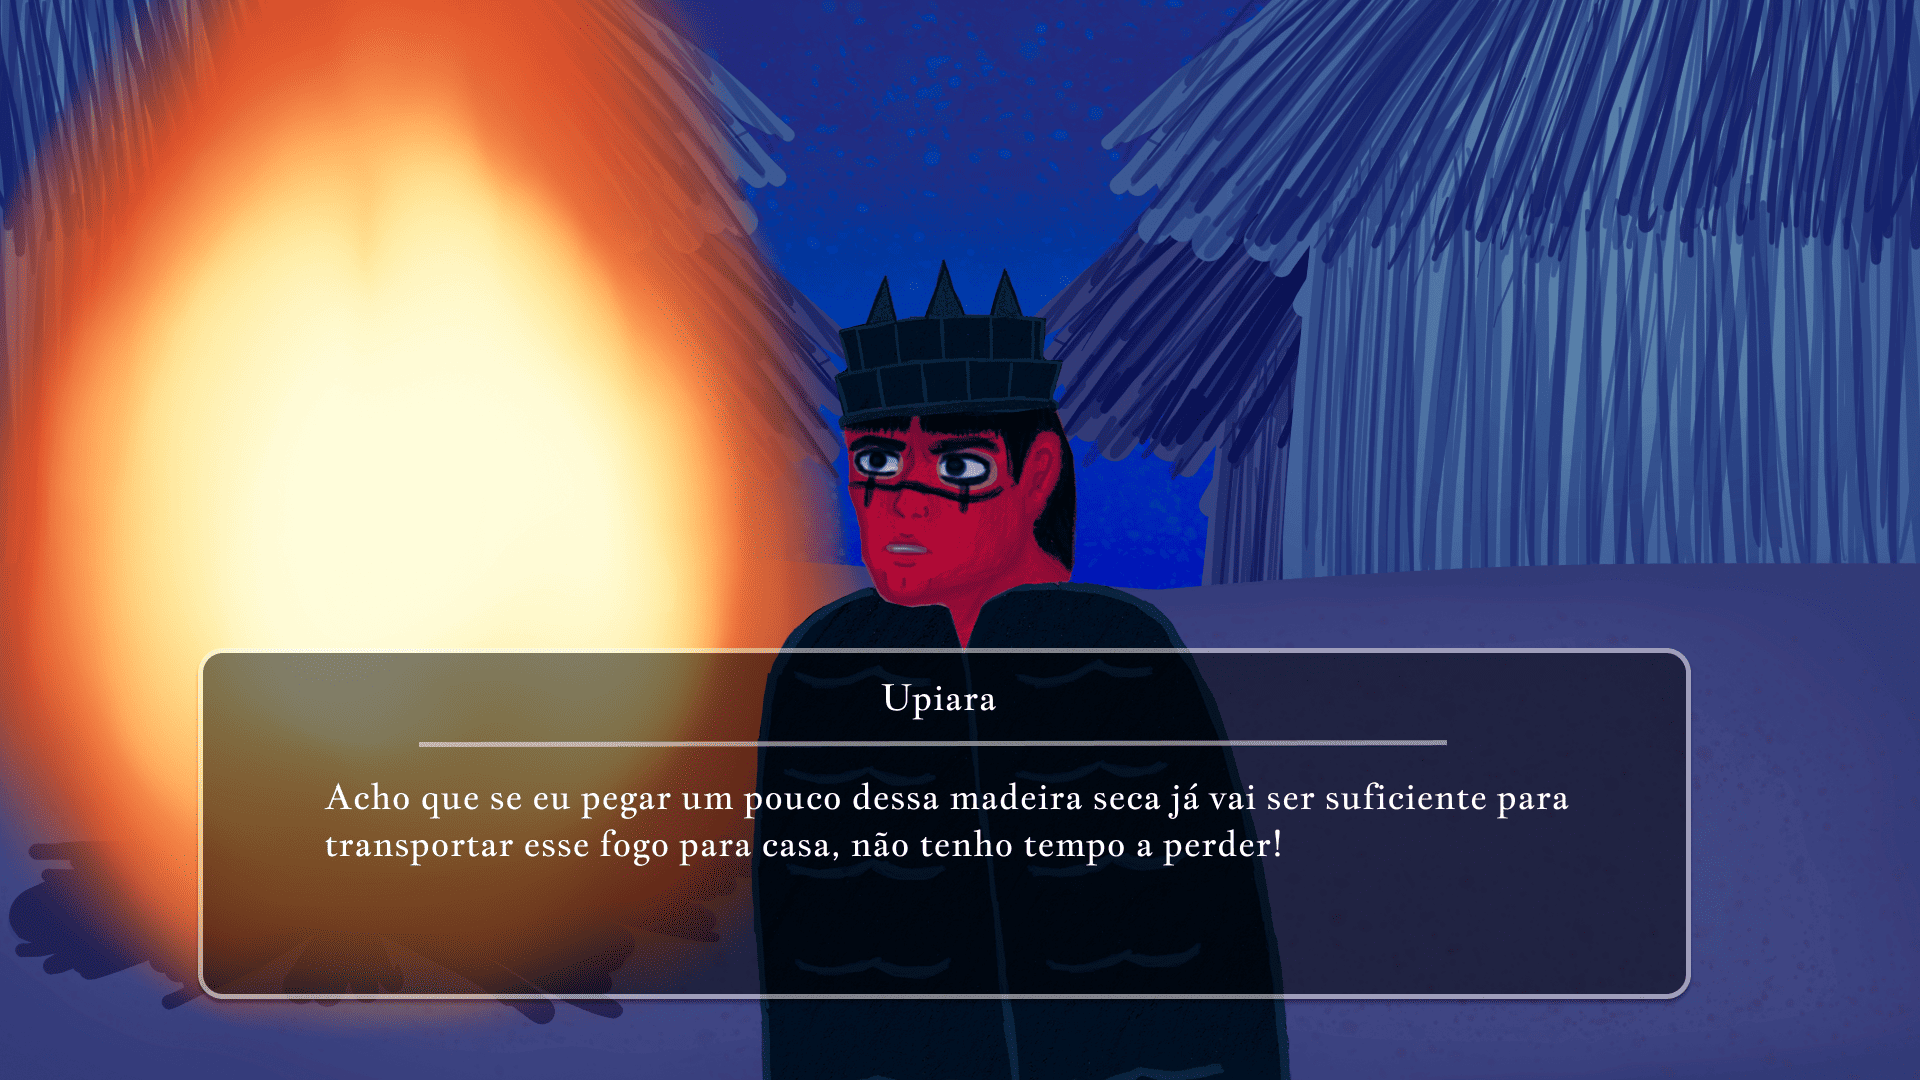 Upiara
Acho que se eu pegar um pouco dessa madeira seca já vai ser suficiente para
transportar esse fogo para casa, não tenho tempo a perder!